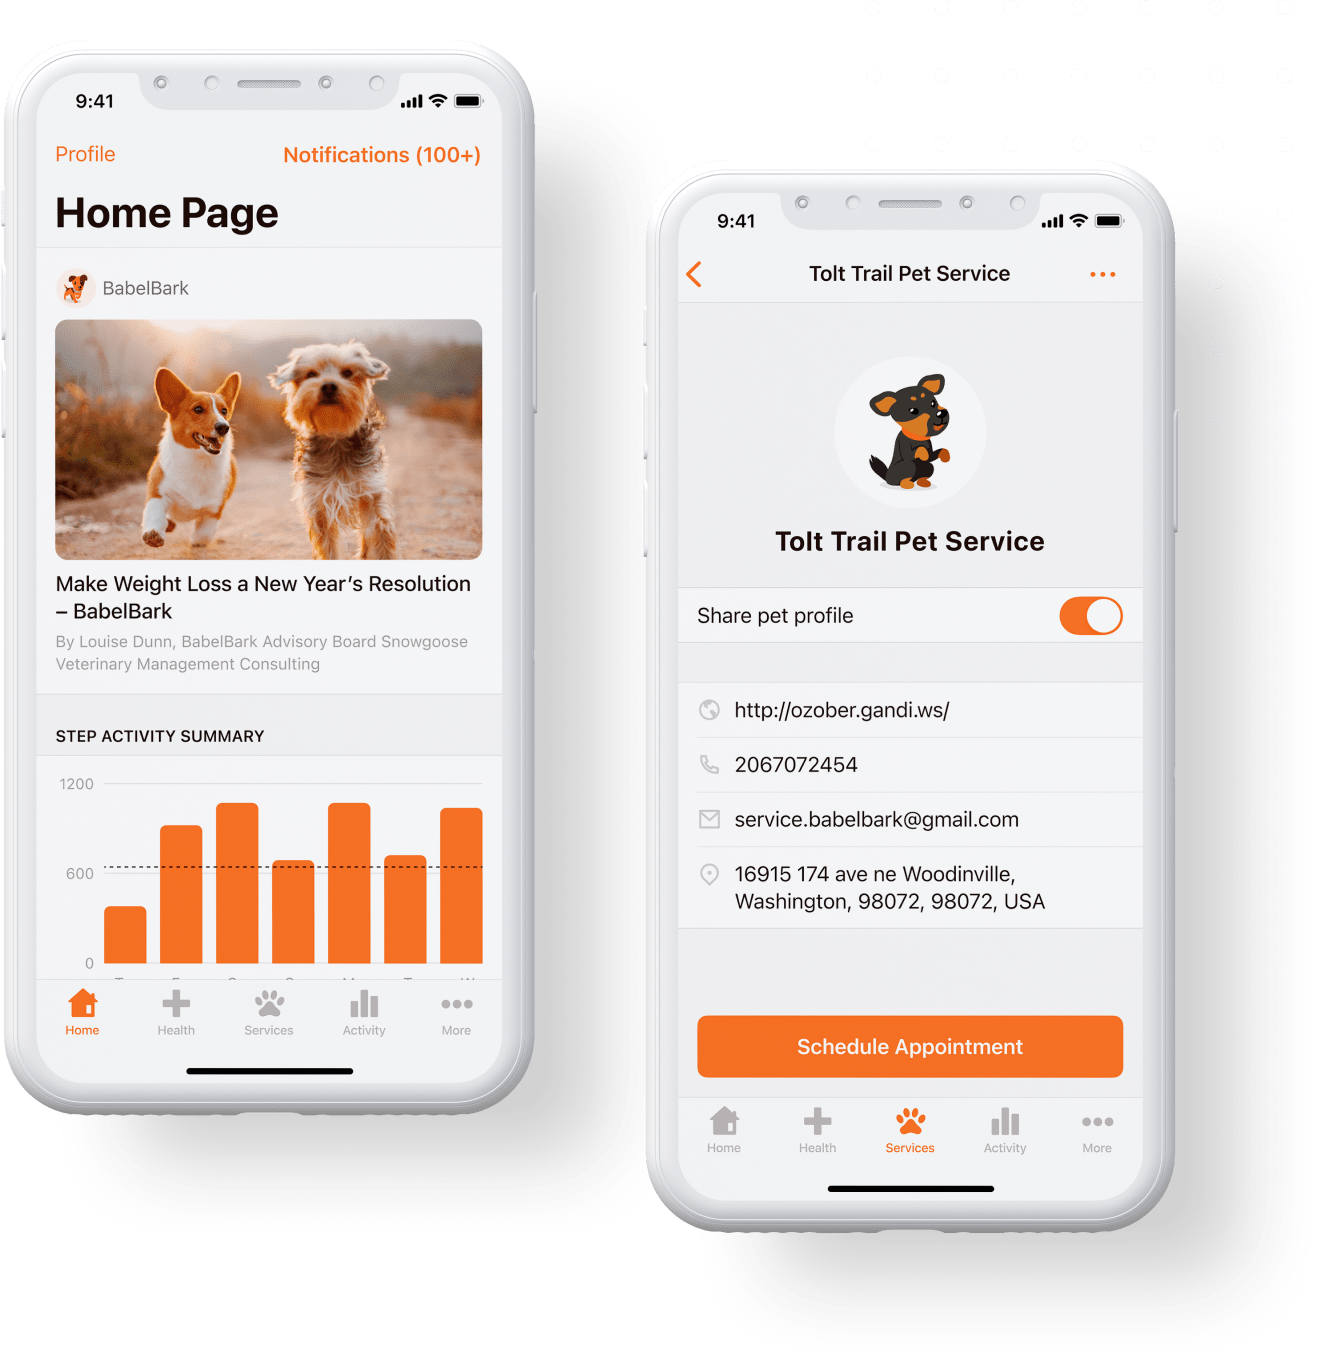 9:41
Profile
Notifications (100+)
Home Page
BabelBark
Make Weight Loss a New Year's Resolution
– BabelBark
By Louise Dunn, BabelBark Advisory Board Snowgoose
Veterinary Management Consulting
STEP ACTIVITY SUMMARY
1200
600
0
Home
Health
Services
Activity
More
9:41
Tolt Trail Pet Service
Tolt Trail Pet Service
Share pet profile
http://ozober.gandi.ws/
2067072454
service.babelbark@gmail.com
16915 174 ave ne Woodinville,
Washington, 98072, 98072, USA
Schedule Appointment
Home
Health
Services
Activity
More